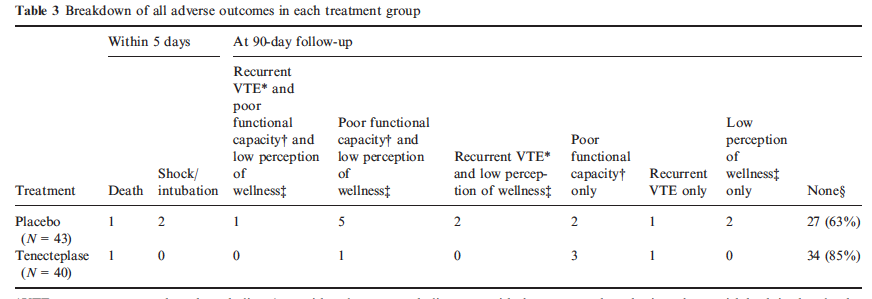 Table 3 Breakdown of all adverse outcomes in each treatment group
Within 5 days At 90-day follow-up
Treatment Death Shock/ intubation Recurrent VTE* and poor functional capacity† and low perception of wellness‡ Poor functional capacity† and low perception of wellness‡ Recurrent VTE* and low percep- tion of wellness‡ Poor functional capacity† only Recurrent VTE only Low perception of wellness‡ only None§
Placebo 1 2 1 5 2 2 1 2 27 (63%)
(N = 43)
Tenecteplase 1 0 0 1 0 3 1 0 34 (85%)
(N = 40)